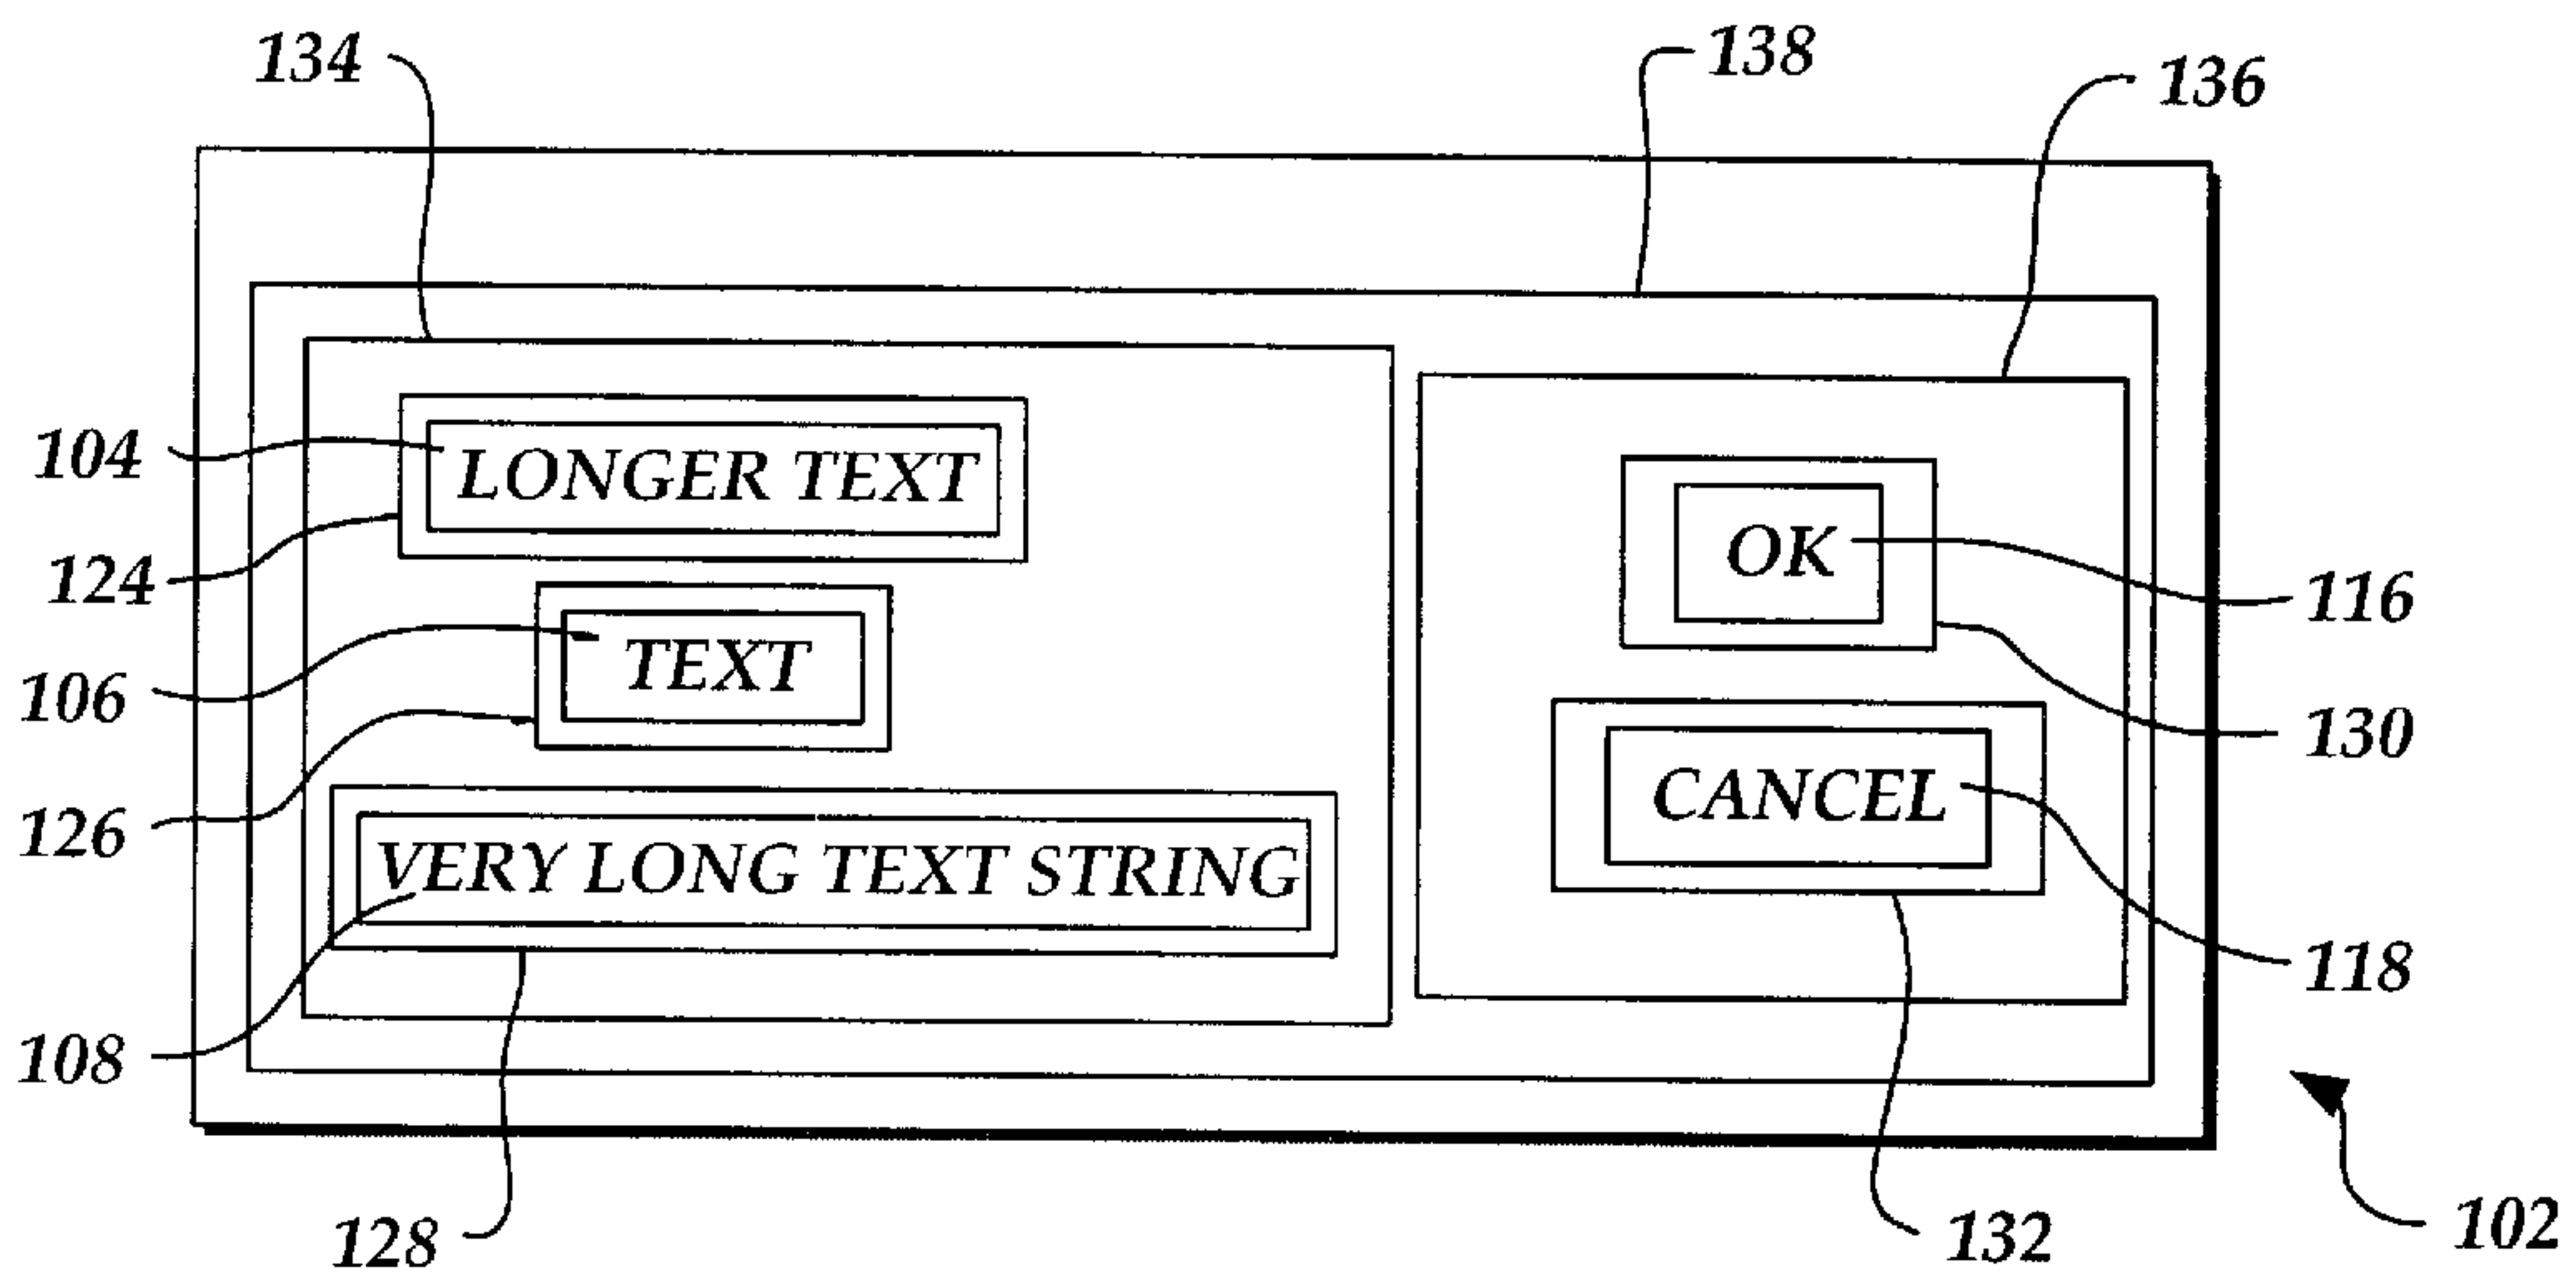 134
138
136
104
LONGER TEXT
124
OK
116
106
TEXT
130
126
CANCEL
VERY LONG TEXT STRING
118
108
128
132
102